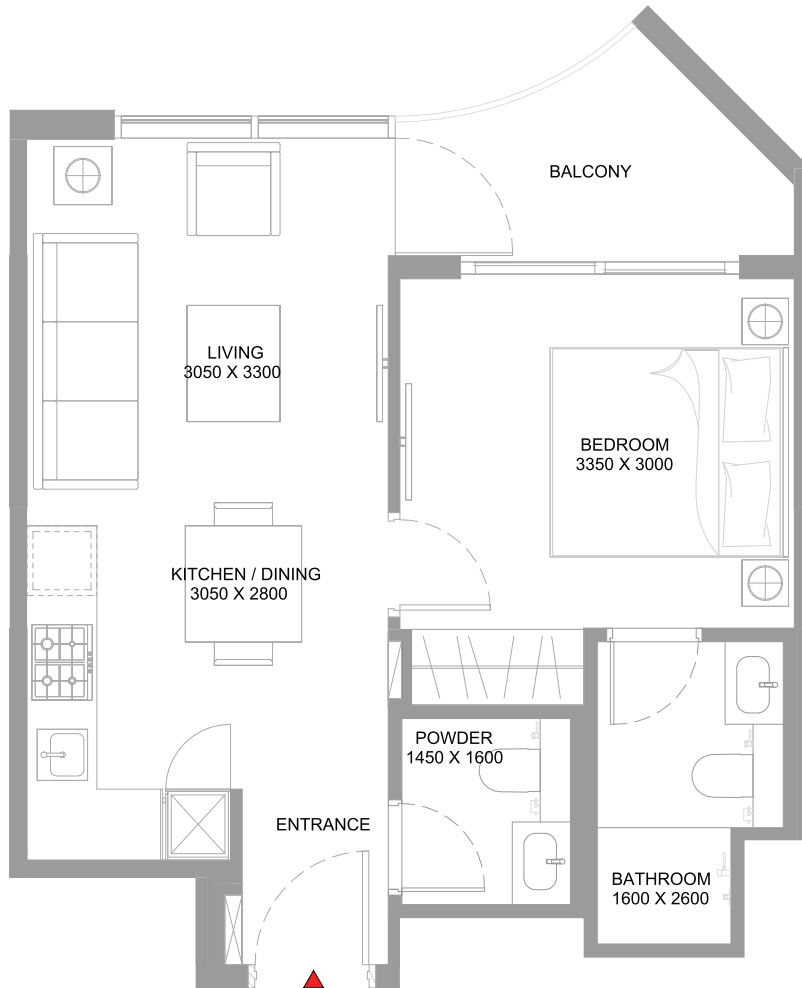 BALCONY
LIVING
3050 X 3300
BEDROOM
3350 X 3000
KITCHEN / DINING
3050 X 2800
POWDER
1450 X 1600
ENTRANCE
BATHROOM
1600 X 2600